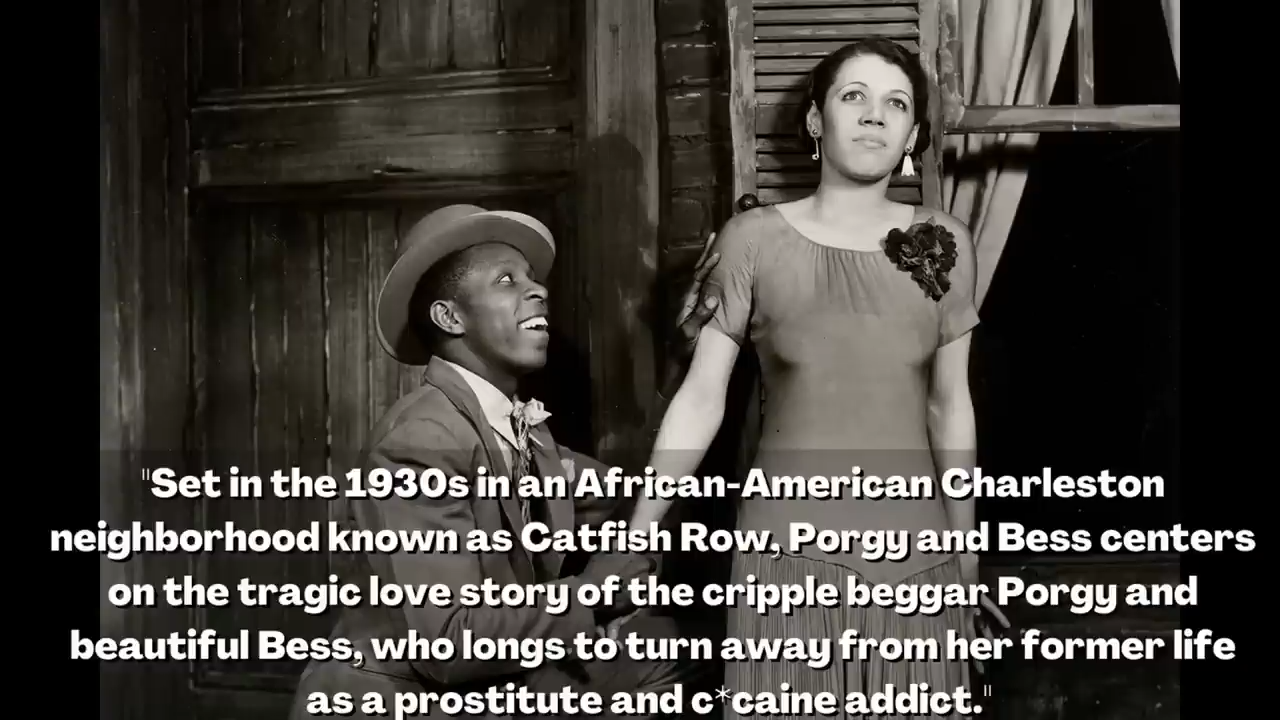 "Set in the 1930s in an African-American Charleston
neighborhood known as Catfish Row, Porgy and Bess centers
on the tragic love story of the cripple beggar Porgy and
beautiful Bess, who longs to turn away from her former life
as a prostitute and c*caine addict."